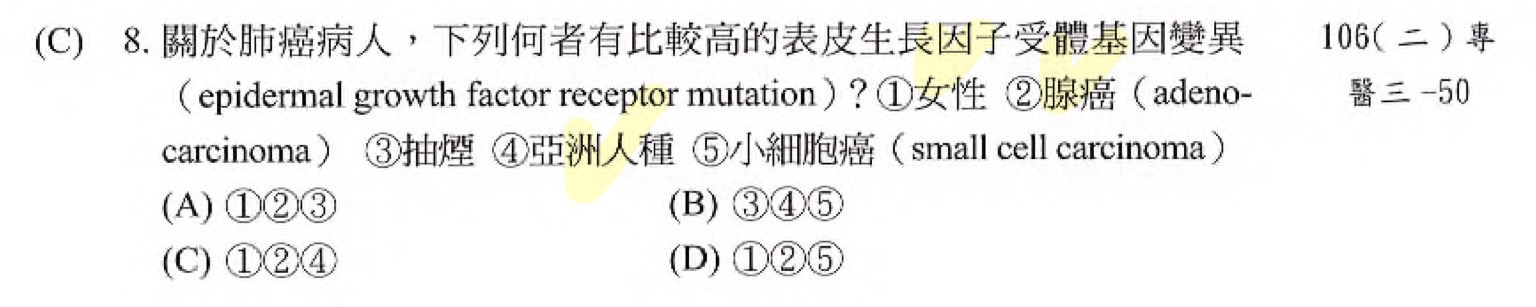 (C) 8. 關於肺癌病人，下列何者有比較高的表皮生長因子受體基因變異 106(二)專
（epidermal growth factor receptor mutation）？①女性 ②腺癌（adeno- 醫三-50
carcinoma） ③抽煙 ④亞洲人種 ⑤小細胞癌（small cell carcinoma）
(A) ①②③ (B) ③④⑤
(C) ①②④ (D) ①②⑤